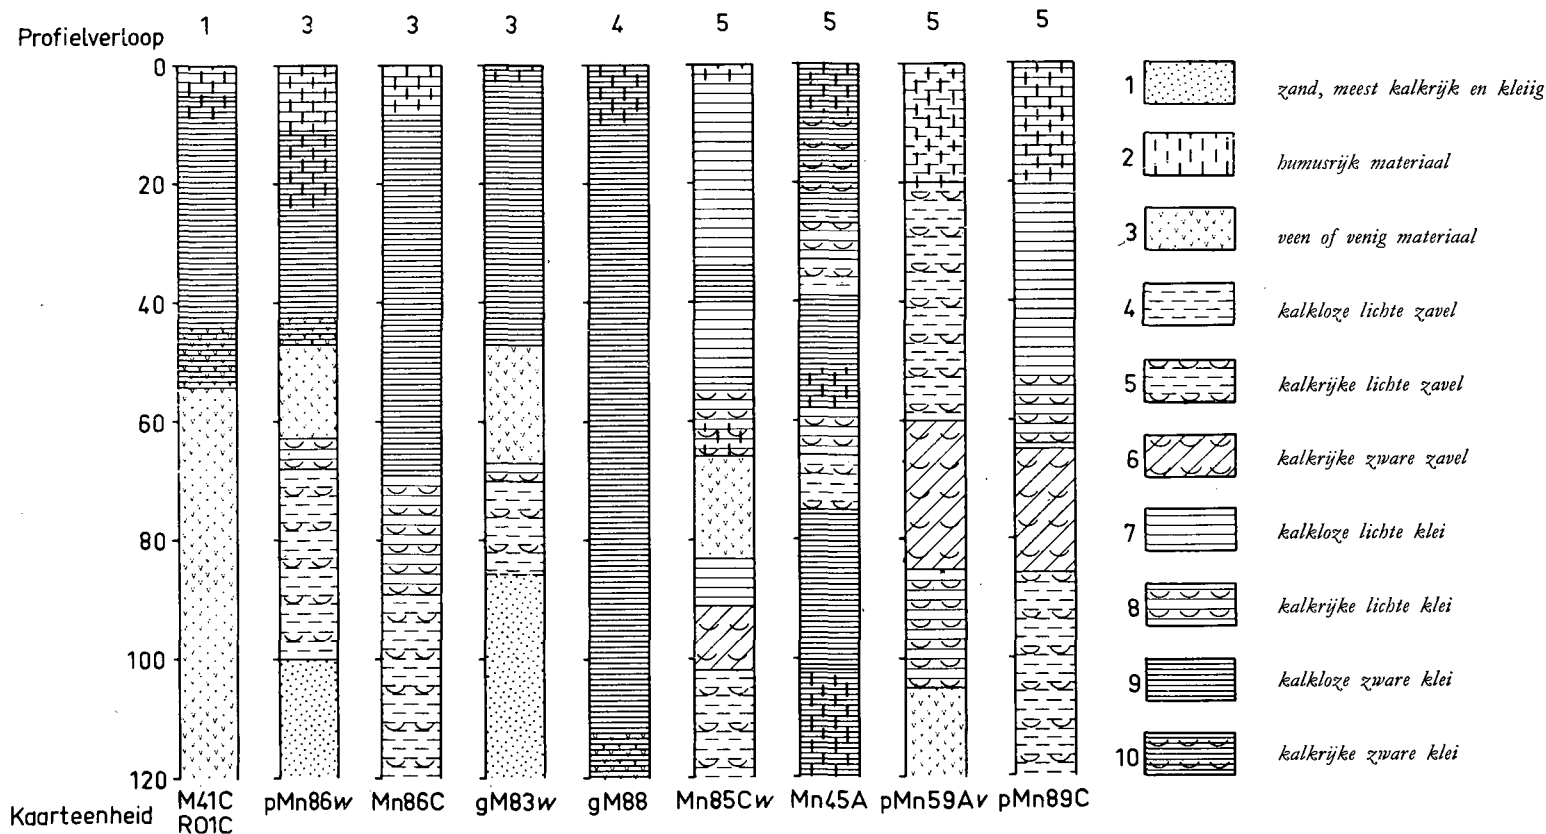 Profielverloop 1 3 3 3 4 5 5 5 5
0
20
40
60
80
100
120
Kaarteenheid M41C pMn86w Mn86C gM83w gM88 Mn85Cw Mn45A pMn59Av pMn89C
R01C
1 zand, meest kalkrijk en kleiig
2 humusrijk materiaal
3 veen of venig materiaal
4 kalkloze lichte zavel
5 kalkrijke lichte zavel
6 kalkrijke zware zavel
7 kalkloze lichte klei
8 kalkrijke lichte klei
9 kalkloze zware klei
10 kalkrijke zware klei